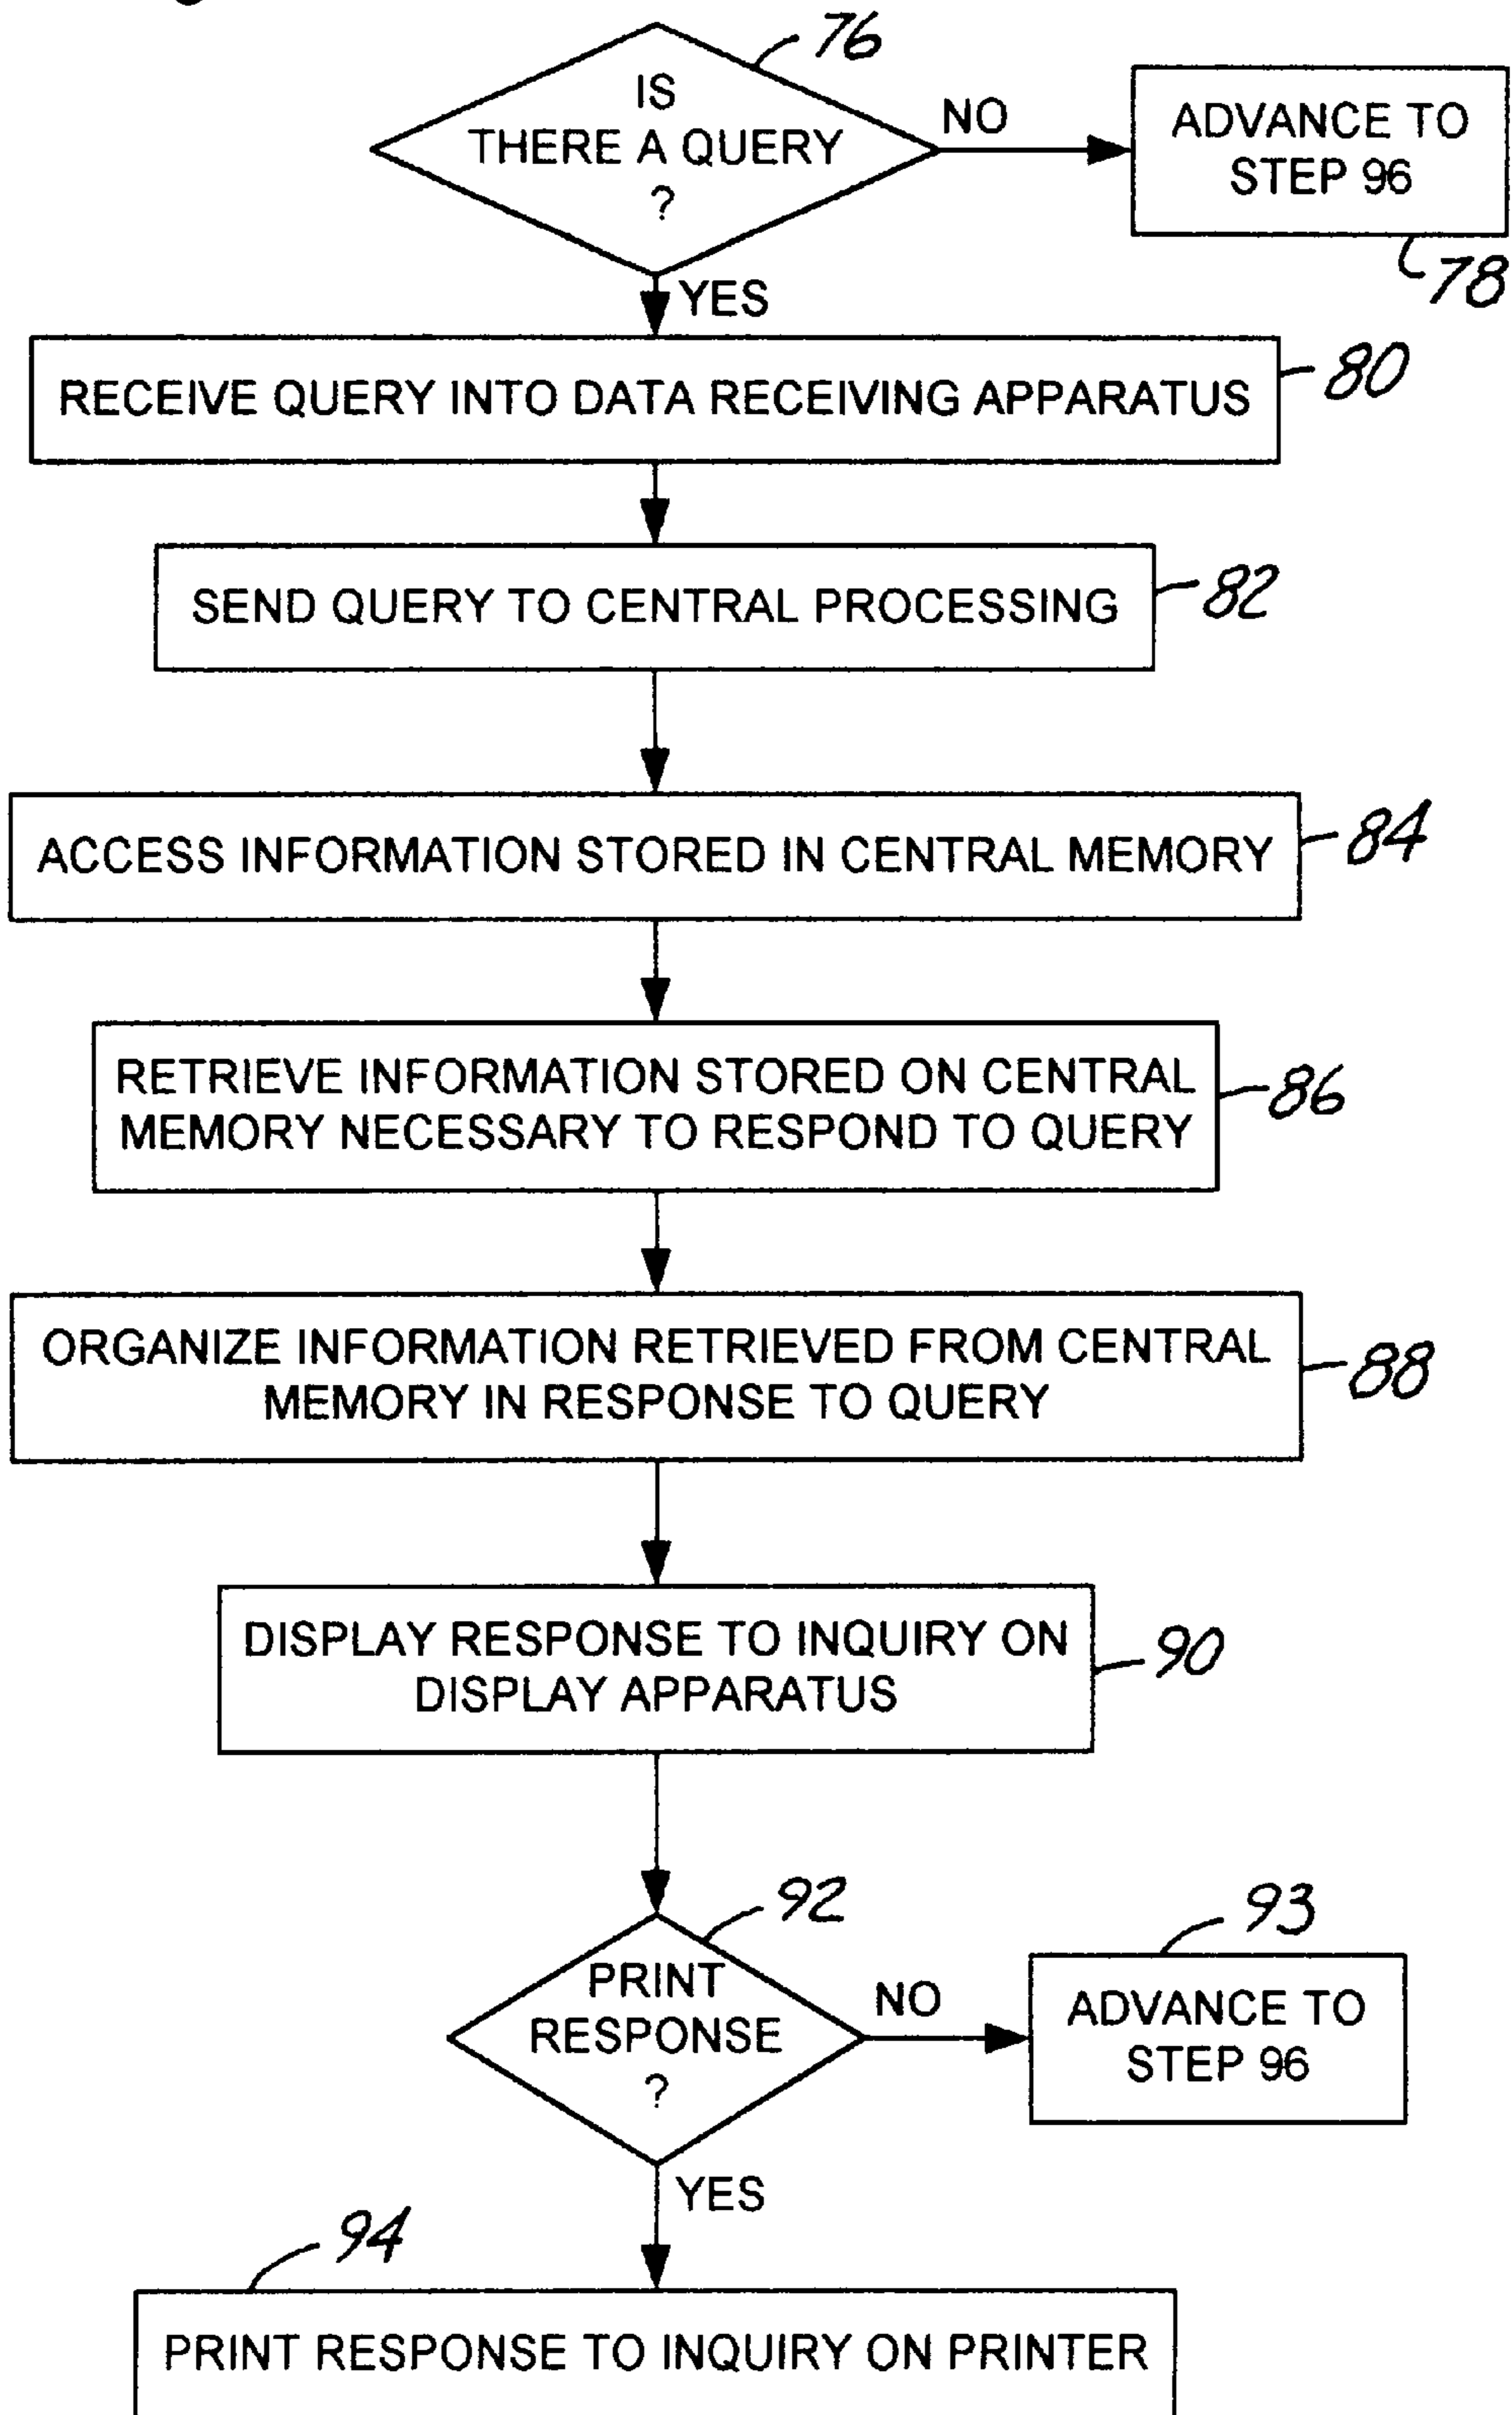 76
IS
THERE A QUERY
?
NO
ADVANCE TO
STEP 96
78
YES
RECEIVE QUERY INTO DATA RECEIVING APPARATUS
80
SEND QUERY TO CENTRAL PROCESSING
82
ACCESS INFORMATION STORED IN CENTRAL MEMORY
84
RETRIEVE INFORMATION STORED ON CENTRAL
MEMORY NECESSARY TO RESPOND TO QUERY
86
ORGANIZE INFORMATION RETRIEVED FROM CENTRAL
MEMORY IN RESPONSE TO QUERY
88
DISPLAY RESPONSE TO INQUIRY ON
DISPLAY APPARATUS
90
92
PRINT
RESPONSE
?
NO
93
ADVANCE TO
STEP 96
YES
94
PRINT RESPONSE TO INQUIRY ON PRINTER